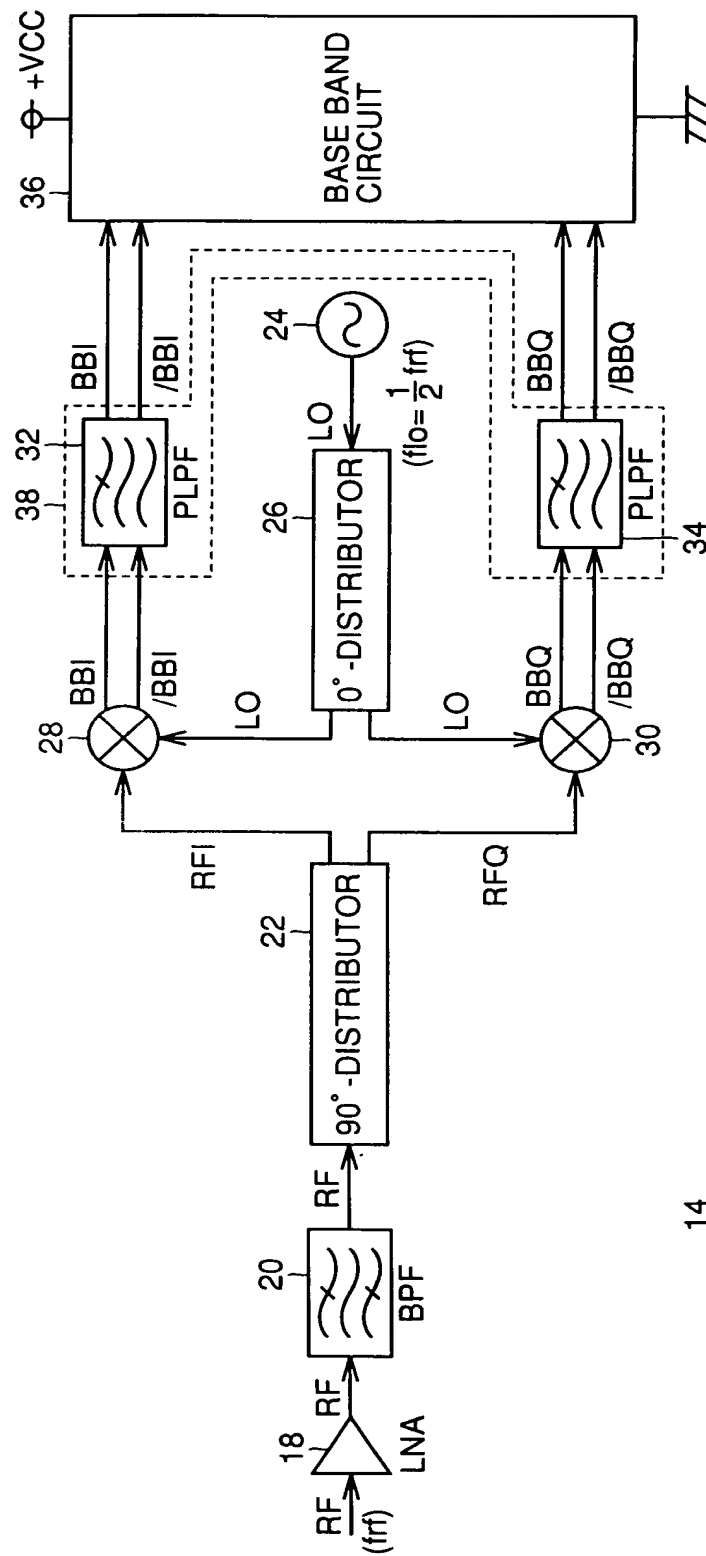 RF
(frf)
18
LNA
RF
20
BPF
RF
22
90°-DISTRIBUTOR
RFI
RFQ
28
30
LO
LO
26
0°-DISTRIBUTOR
LO
(flo=1/2 frf)
24
BBI
/BBI
38
32
PLPF
BBI
/BBI
BBQ
/BBQ
34
PLPF
BBQ
/BBQ
36
BASE BAND
CIRCUIT
+VCC
14